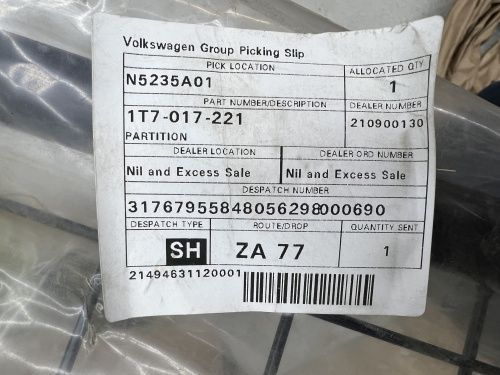 Volkswagen Group Picking Slip
PICK LOCATION ALLOCATED QTY
N5235A01 1
PART NUMBER/DESCRIPTION DEALER NUMBER
1T7-017-221 210900130
PARTITION
DEALER LOCATION DEALER ORD NUMBER
Nil and Excess Sale Nil and Excess Sale
DESPATCH NUMBER
31767955848056298000690
DESPATCH TYPE ROUTE/DROP QUANTITY SENT
SH ZA 77 1
21494631120001